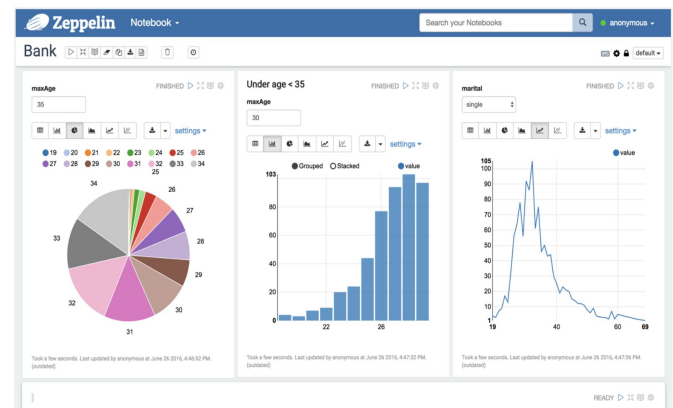 Zeppelin Notebook Search your Notebooks anonymous
Bank default
maxAge FINISHED
35
settings
19 20 21 22 23 24 25 26
27 28 29 30 31 32 33 34
25
34
26
27
33
28
29
32
30
31
Took a few seconds. Last updated by anonymous at June 26 2016, 4:46:52 PM.
(outdated)
Under age < 35 FINISHED
maxAge
30
settings
Grouped Stacked value
103
80
60
40
20
0
22 26
Took a few seconds. Last updated by anonymous at June 26 2016, 4:47:32 PM.
(outdated)
marital FINISHED
single
settings
value
105
90
80
70
60
50
40
30
20
10
1
19 40 60 69
Took a few seconds. Last updated by anonymous at June 26 2016, 4:47:36 PM.
(outdated)
READY